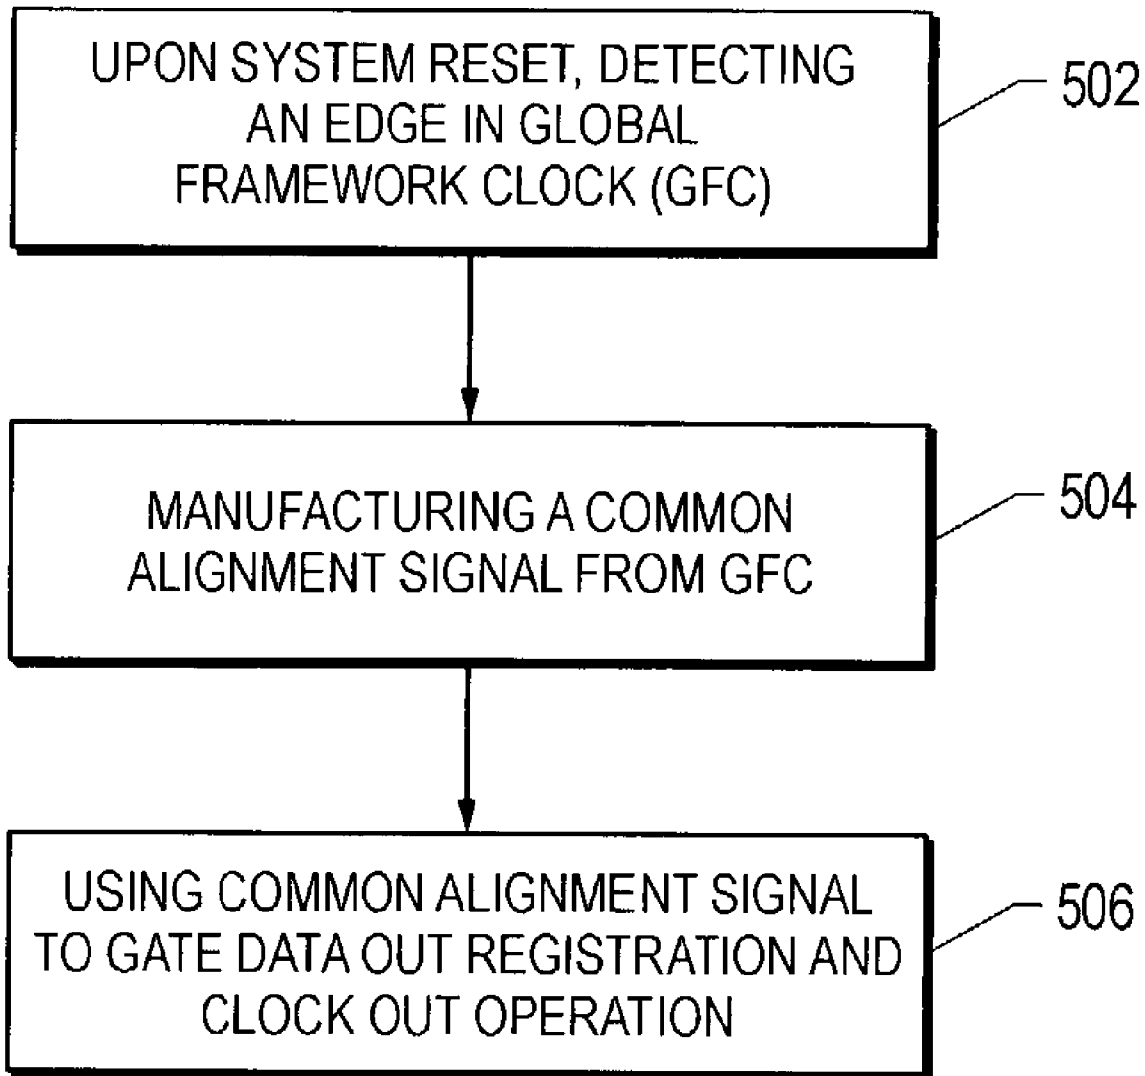 UPON SYSTEM RESET, DETECTING
AN EDGE IN GLOBAL
FRAMEWORK CLOCK (GFC)
502
MANUFACTURING A COMMON
ALIGNMENT SIGNAL FROM GFC
504
USING COMMON ALIGNMENT SIGNAL
TO GATE DATA OUT REGISTRATION AND
CLOCK OUT OPERATION
506